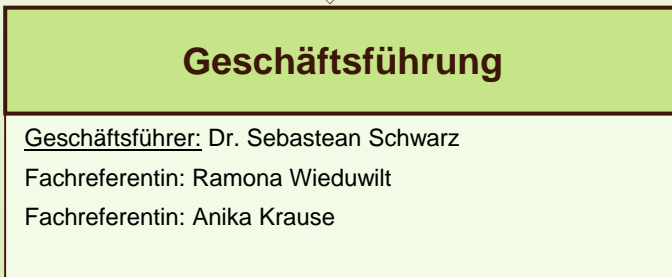 Geschäftsführung
Geschäftsführer: Dr. Sebastean Schwarz
Fachreferentin: Ramona Wieduwilt
Fachreferentin: Anika Krause